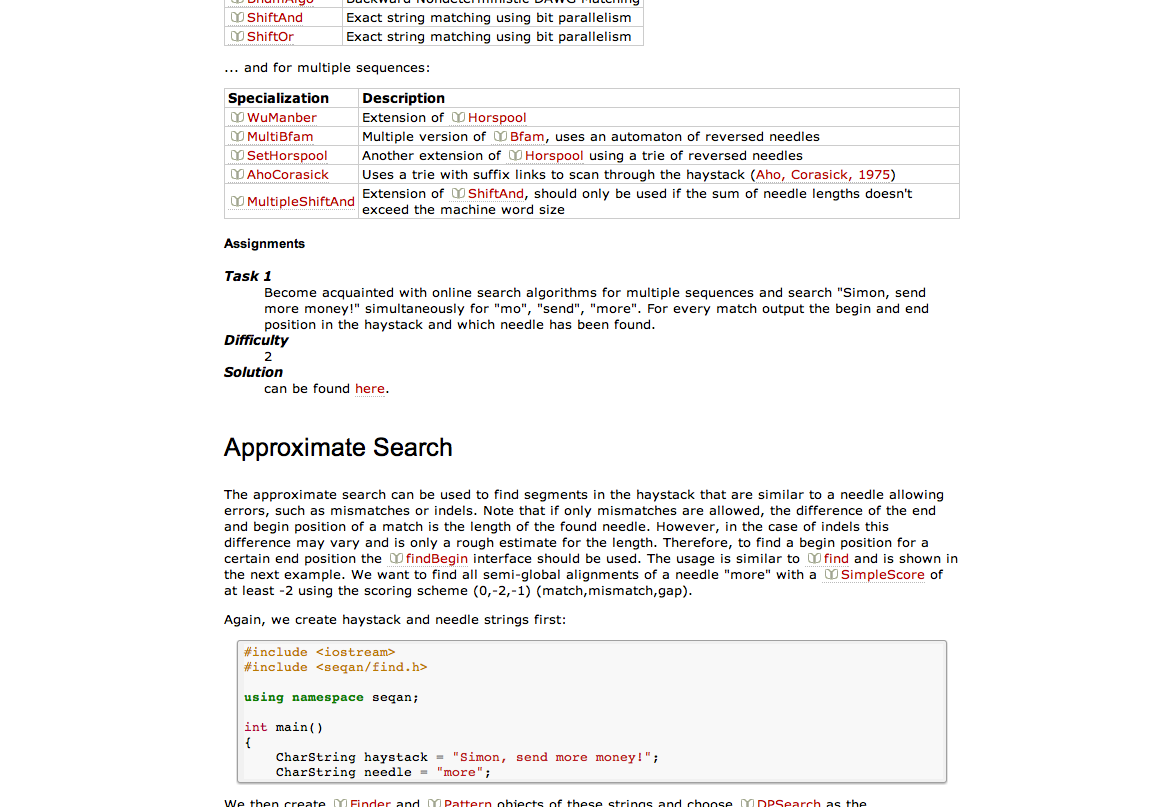 BndmAlgo Backward Nondeterministic DAWG Matching
ShiftAnd Exact string matching using bit parallelism
ShiftOr Exact string matching using bit parallelism
... and for multiple sequences:
Specialization Description
WuManber Extension of Horspool
MultiBfam Multiple version of Bfam, uses an automaton of reversed needles
SetHorspool Another extension of Horspool using a trie of reversed needles
AhoCorasick Uses a trie with suffix links to scan through the haystack (Aho, Corasick, 1975)
MultipleShiftAnd Extension of ShiftAnd, should only be used if the sum of needle lengths doesn't
exceed the machine word size
Assignments
Task 1
Become acquainted with online search algorithms for multiple sequences and search "Simon, send
more money!" simultaneously for "mo", "send", "more". For every match output the begin and end
position in the haystack and which needle has been found.
Difficulty
2
Solution
can be found here.
Approximate Search
The approximate search can be used to find segments in the haystack that are similar to a needle allowing
errors, such as mismatches or indels. Note that if only mismatches are allowed, the difference of the end
and begin position of a match is the length of the found needle. However, in the case of indels this
difference may vary and is only a rough estimate for the length. Therefore, to find a begin position for a
certain end position the findBegin interface should be used. The usage is similar to find and is shown in
the next example. We want to find all semi-global alignments of a needle "more" with a SimpleScore of
at least -2 using the scoring scheme (0,-2,-1) (match,mismatch,gap).
Again, we create haystack and needle strings first:
#include <iostream>
#include <seqan/find.h>
using namespace seqan;
int main()
{
CharString haystack = "Simon, send more money!";
CharString needle = "more";
We then create Finder and Pattern objects of these strings and choose DPSearch as the